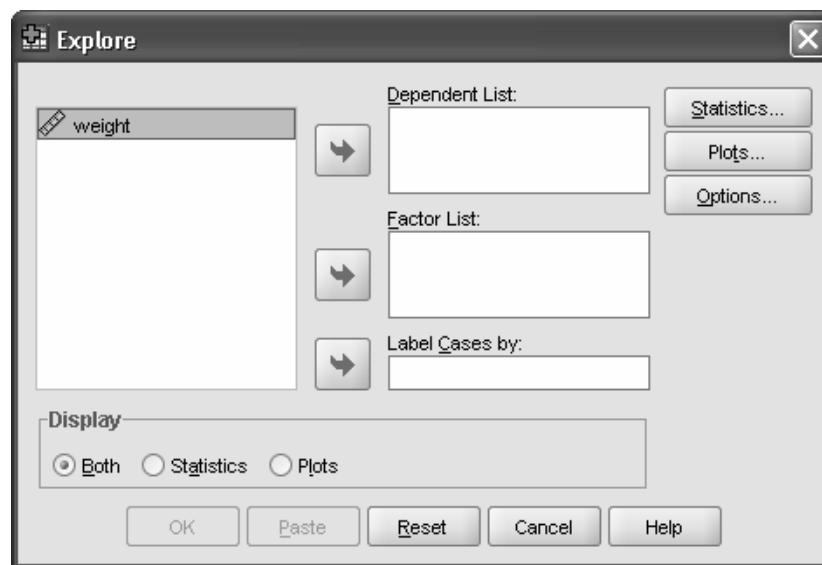 Explore
weight
Dependent List:
Factor List:
Label Cases by:
Statistics...
Plots...
Options...
Display
Both Statistics Plots
OK Paste Reset Cancel Help